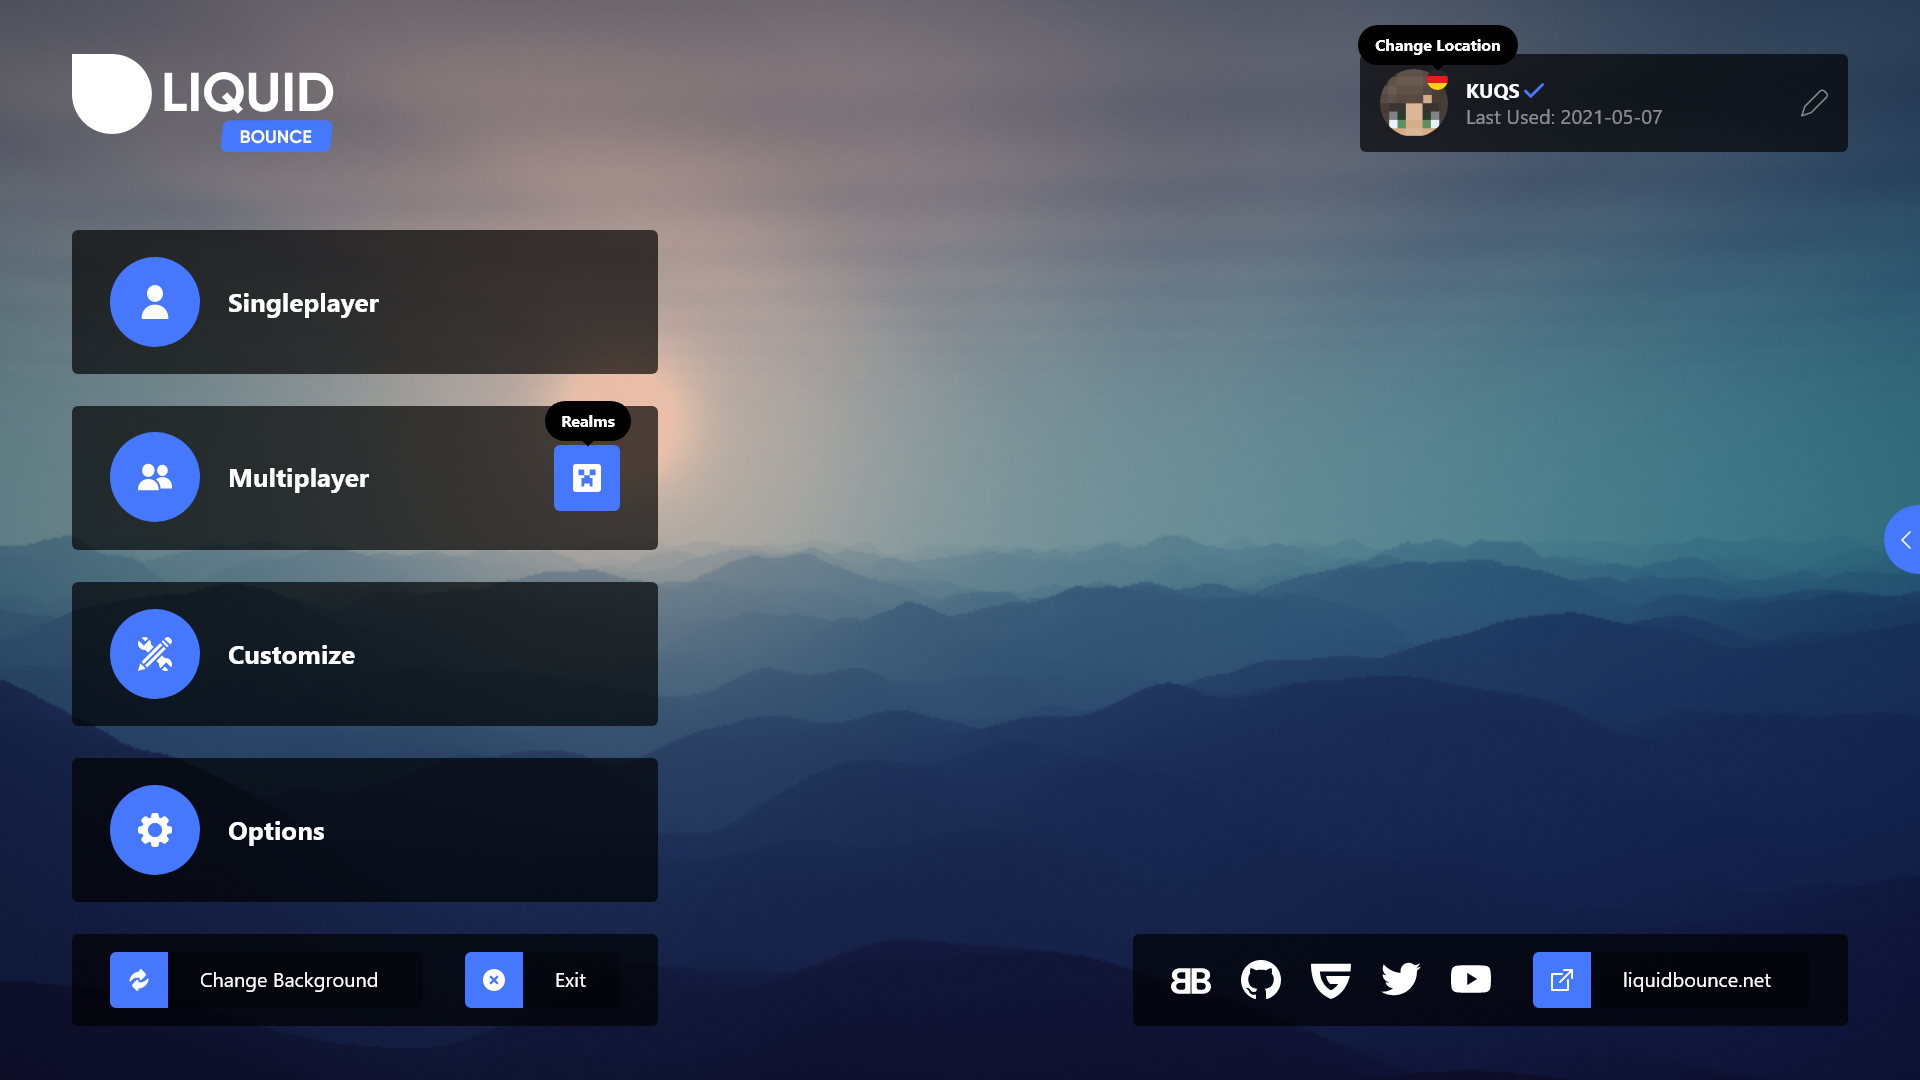 LIQUID
BOUNCE
Change Location
KUQS
Last Used: 2021-05-07
Singleplayer
Realms
Multiplayer
Customize
Options
Change Background
Exit
BB
liquidbounce.net